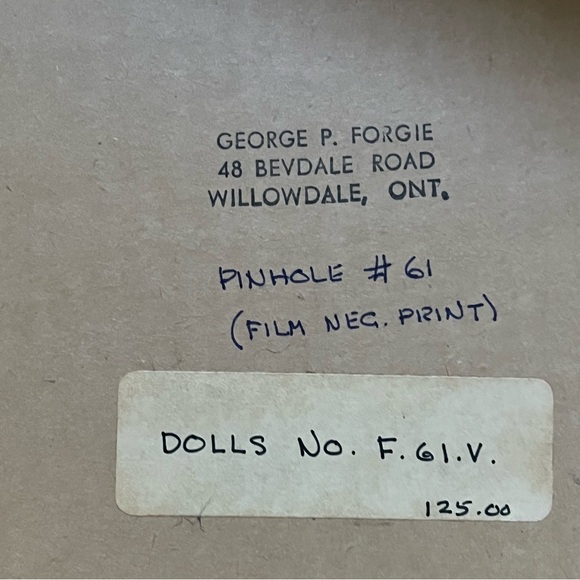 GEORGE P. FORGIE
48 BEVDALE ROAD
WILLOWDALE, ONT.
PINHOLE # 61
(FILM NEG. PRINT)
DOLLS No. F.61.V.
125.00